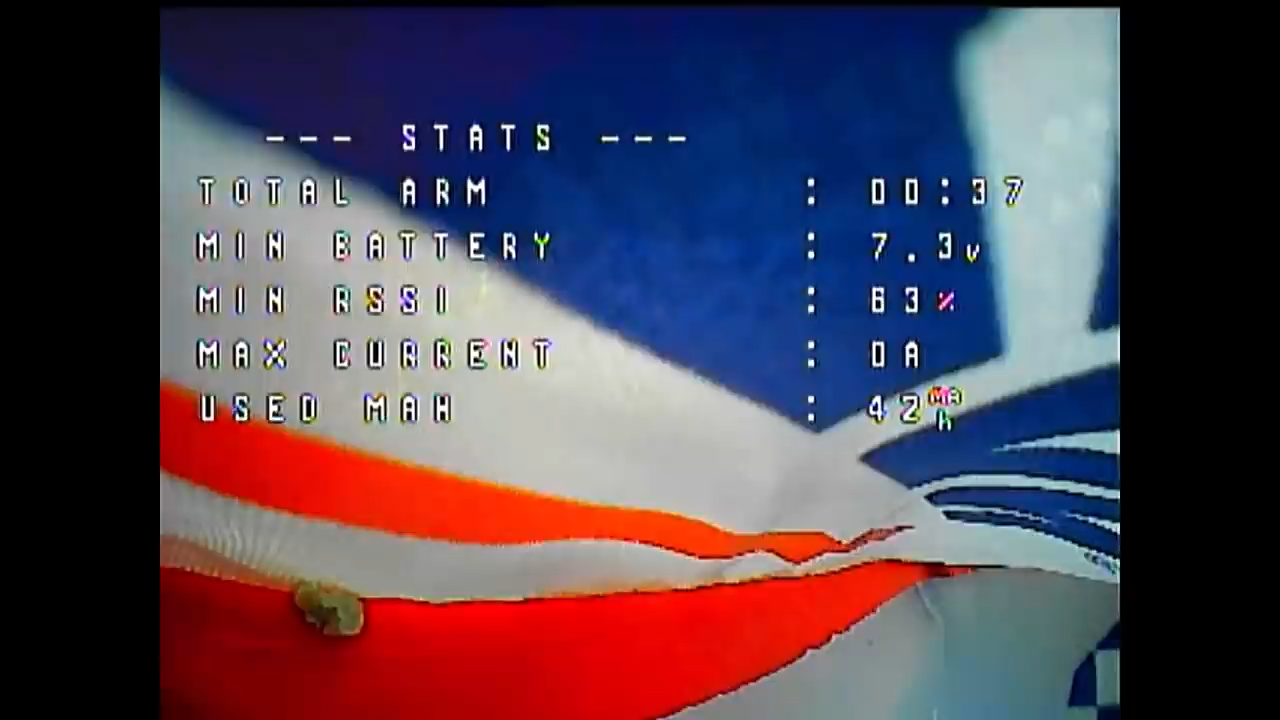 --- STATS ---
TOTAL ARM : 00:37
MIN BATTERY : 7.3v
MIN RSSI : 63%
MAX CURRENT : 0A
USED MAH : 42mAh